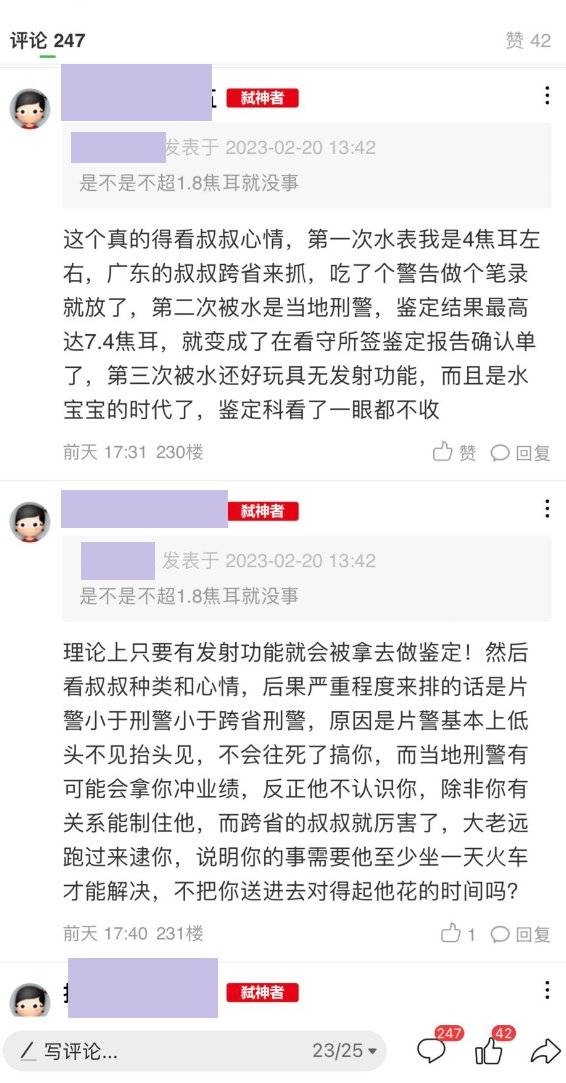 评论 247
赞 42
弑神者
发表于 2023-02-20 13:42
是不是不超1.8焦耳就没事
这个真的得看叔叔心情，第一次水表我是4焦耳左
右，广东的叔叔跨省来抓，吃了个警告做个笔录
就放了，第二次被水是当地刑警，鉴定结果最高
达7.4焦耳，就变成了在看守所签鉴定报告确认单
了，第三次被水还好玩具无发射功能，而且是水
宝宝的时代了，鉴定科看了一眼都不收
前天 17:31 230楼
赞 回复
弑神者
发表于 2023-02-20 13:42
是不是不超1.8焦耳就没事
理论上只要有发射功能就会被拿去做鉴定！然后
看叔叔种类和心情，后果严重程度来排的话是片
警小于刑警小于跨省刑警，原因是片警基本上低
头不见抬头见，不会往死了搞你，而当地刑警有
可能会拿你冲业绩，反正他不认识你，除非你有
关系能制住他，而跨省的叔叔就厉害了，大老远
跑过来逮你，说明你的事需要他至少坐一天火车
才能解决，不把你送进去对得起他花的时间吗？
前天 17:40 231楼
1 回复
弑神者
写评论...
23/25
247
42